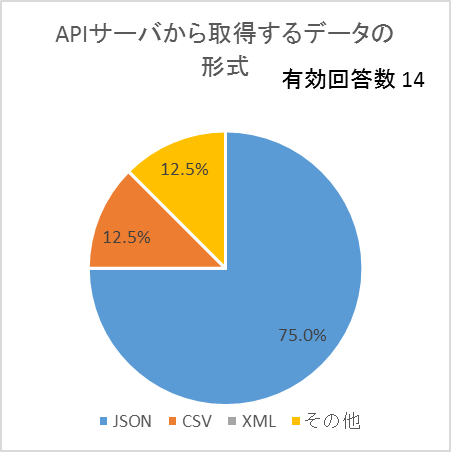 APIサーバから取得するデータの
形式
有効回答数 14
12.5%
12.5%
75.0%
JSON CSV XML その他